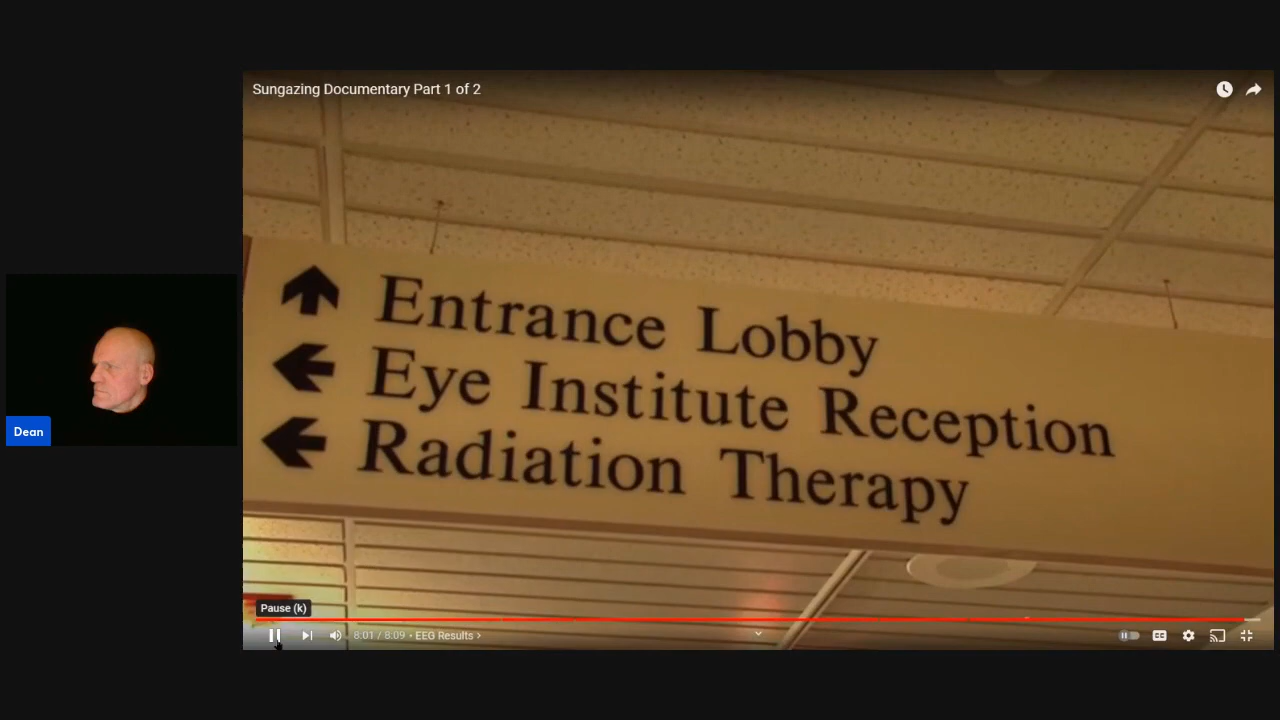 Sungazing Documentary Part 1 of 2
Entrance Lobby
Eye Institute Reception
Radiation Therapy
Dean
Pause (k)
8:01 / 8:09 • EEG Results ›
CC